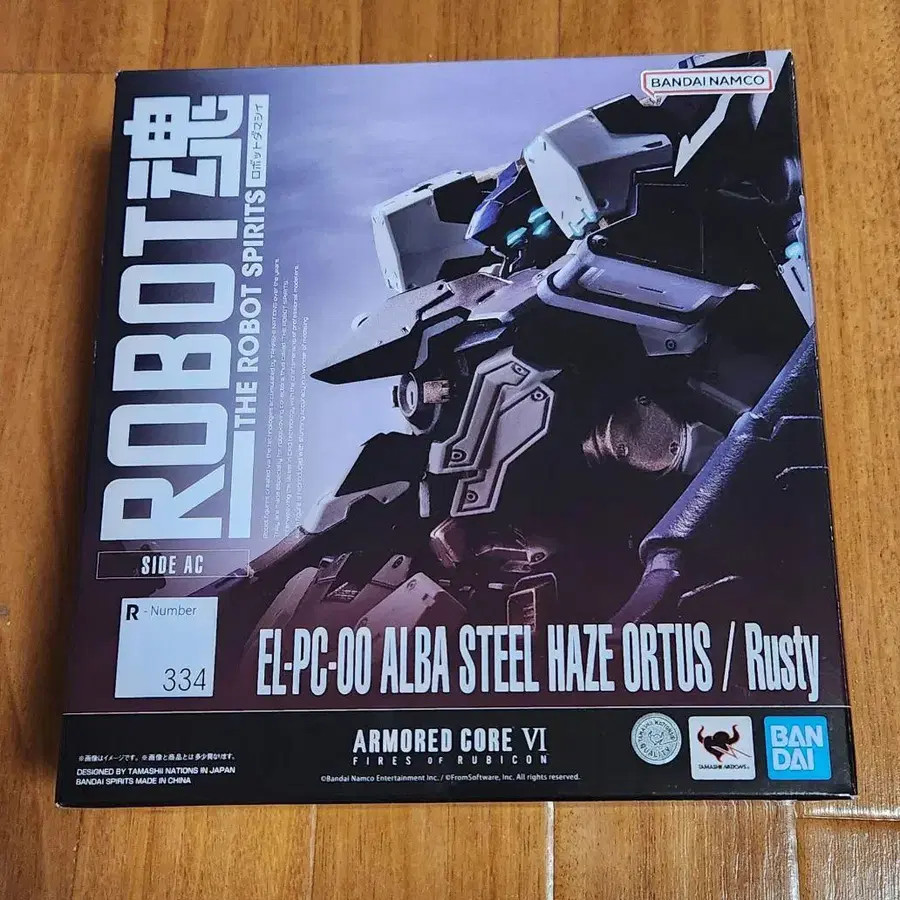 BANDAI NAMCO
ROBOT魂
THE ROBOT SPIRITS
ロボットダマシイ
SIDE AC
R - Number
334
EL-PC-00 ALBA STEEL HAZE ORTUS / Rusty
ARMORED CORE VI
FIRES OF RUBICON
©Bandai Namco Entertainment Inc. / ©FromSoftware, Inc. All rights reserved.
※画像はイメージです。 ※画像と商品とは多少異なります。
DESIGNED BY TAMASHII NATIONS IN JAPAN
BANDAI SPIRITS MADE IN CHINA
TAMASHII NATIONS
BAN
DAI